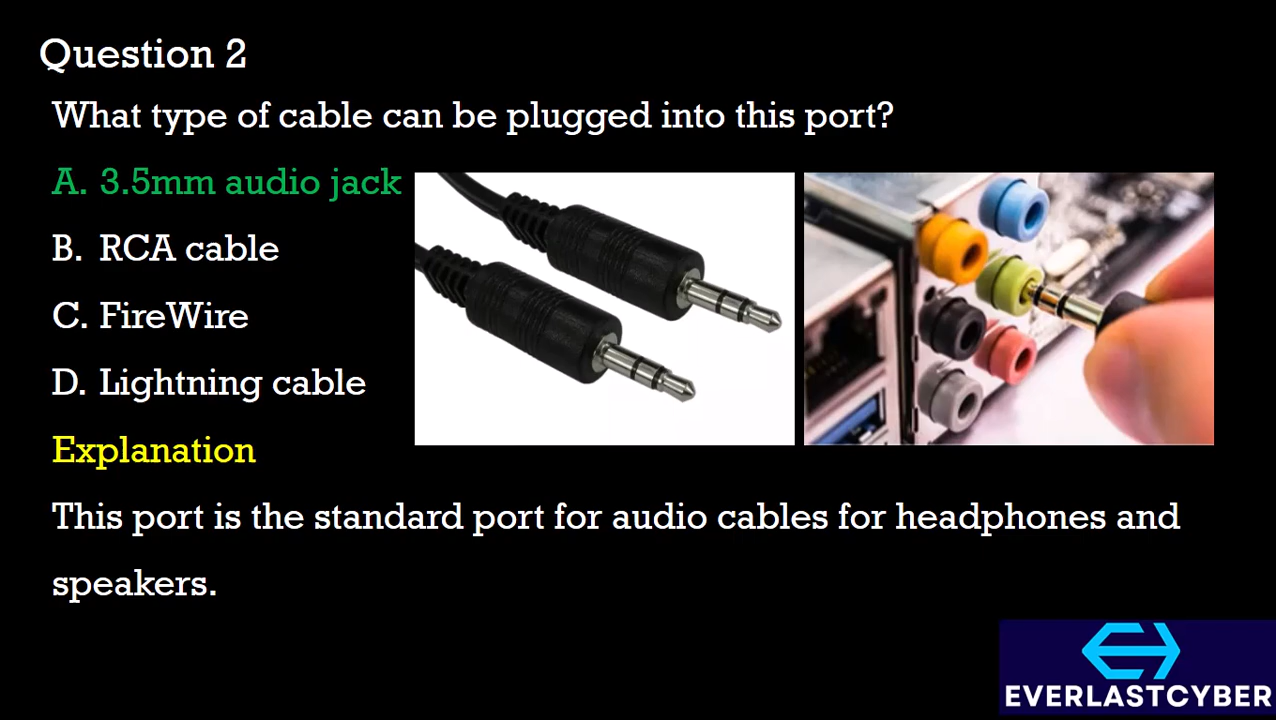 Question 2
What type of cable can be plugged into this port?
A. 3.5mm audio jack
B. RCA cable
C. FireWire
D. Lightning cable
Explanation
This port is the standard port for audio cables for headphones and
speakers.
EVERLASTCYBER